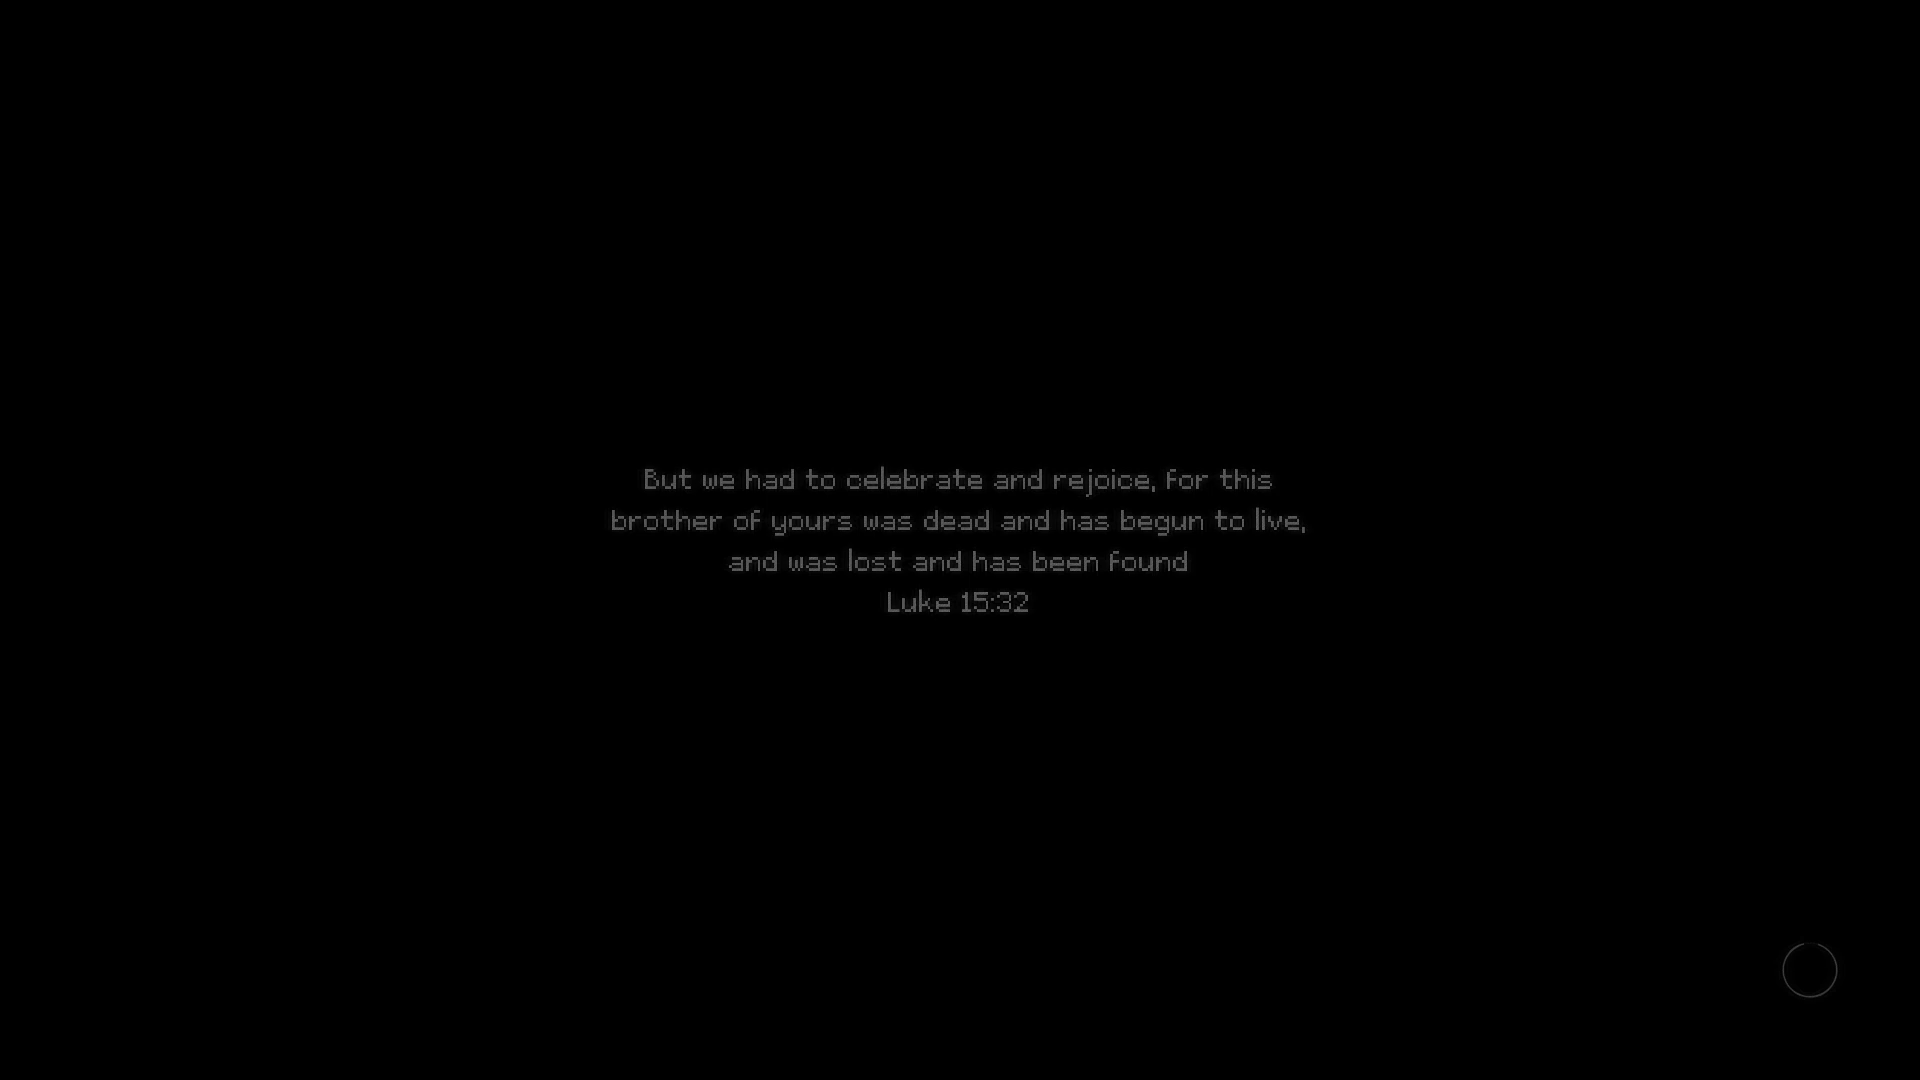 But we had to celebrate and rejoice, for this
brother of yours was dead and has begun to live,
and was lost and has been found
Luke 15:32